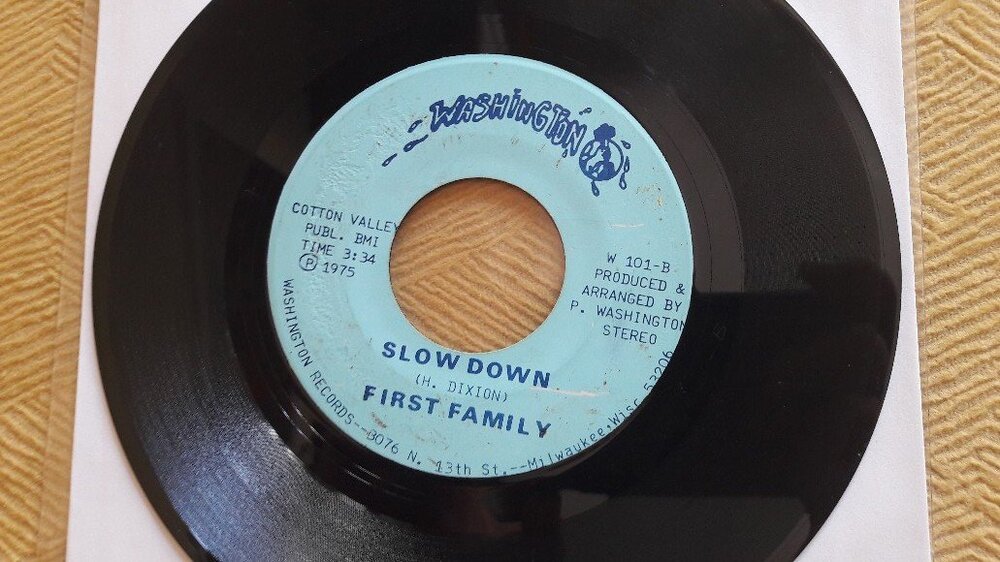 WASHINGTON
COTTON VALLEY
PUBL. BMI
TIME 3:34
Ⓟ 1975
W 101-B
PRODUCED &
ARRANGED BY
P. WASHINGTON
STEREO
SLOW DOWN
(H. DIXION)
FIRST FAMILY
WASHINGTON RECORDS--3076 N. 13th St.--Milwaukee.Wisc 53206